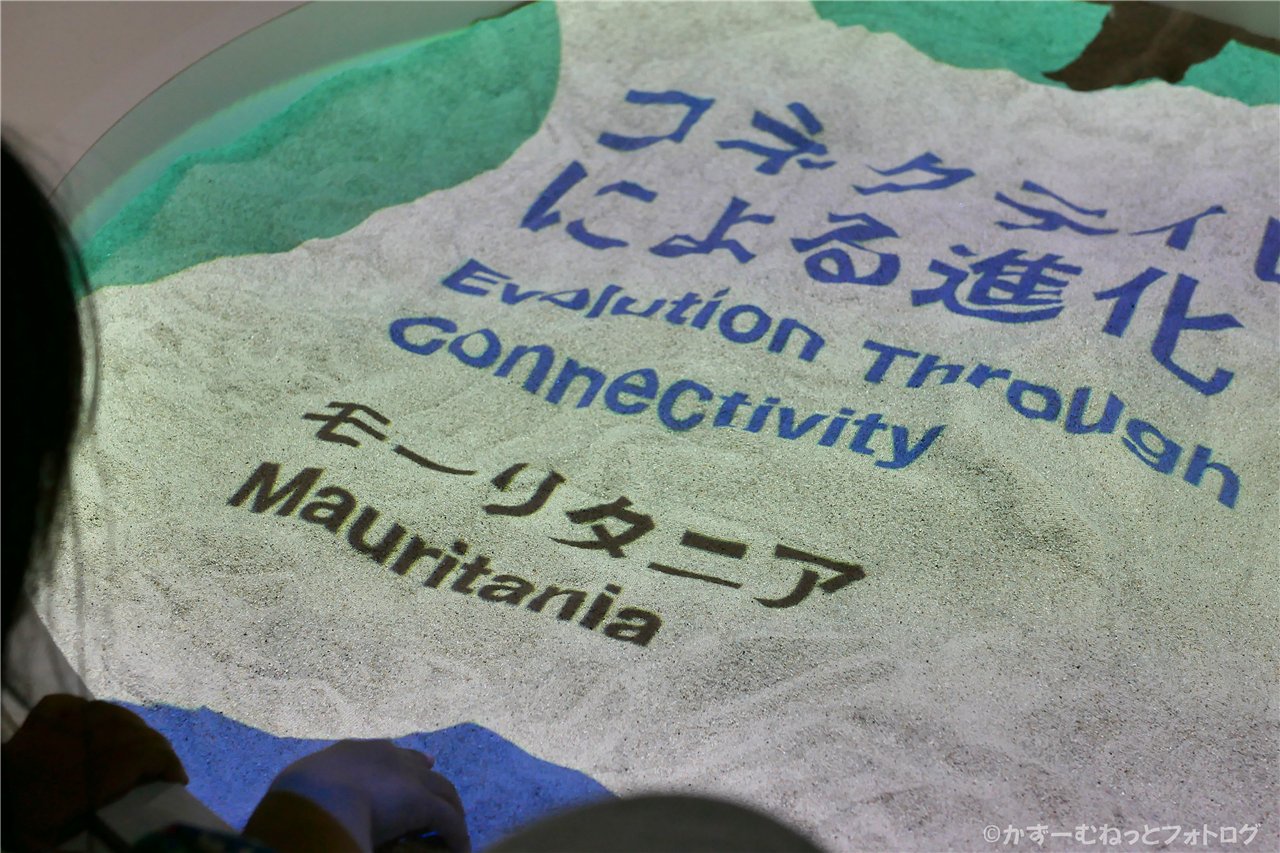 コネクティビ
による進化
Evolution Through
Connectivity
モーリタニア
Mauritania
©かずーむねっとフォトログ